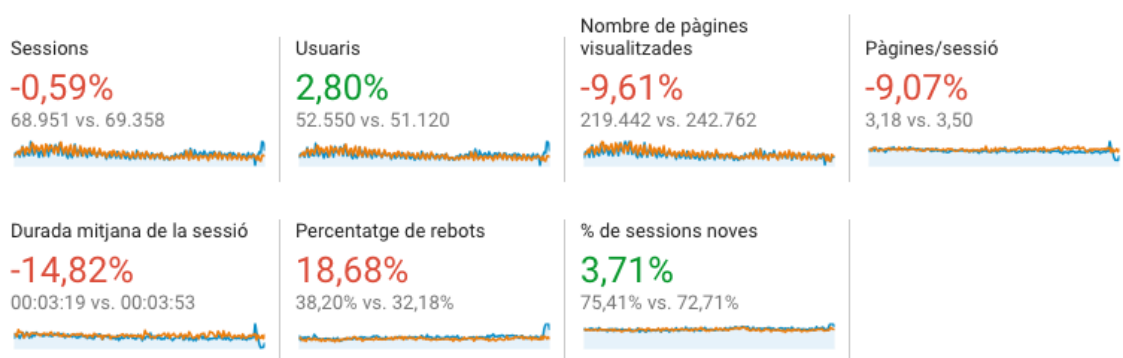 Sessions
-0,59%
68.951 vs. 69.358
Usuaris
2,80%
52.550 vs. 51.120
Nombre de pàgines
visualitzades
-9,61%
219.442 vs. 242.762
Pàgines/sessió
-9,07%
3,18 vs. 3,50
Durada mitjana de la sessió
-14,82%
00:03:19 vs. 00:03:53
Percentatge de rebots
18,68%
38,20% vs. 32,18%
% de sessions noves
3,71%
75,41% vs. 72,71%